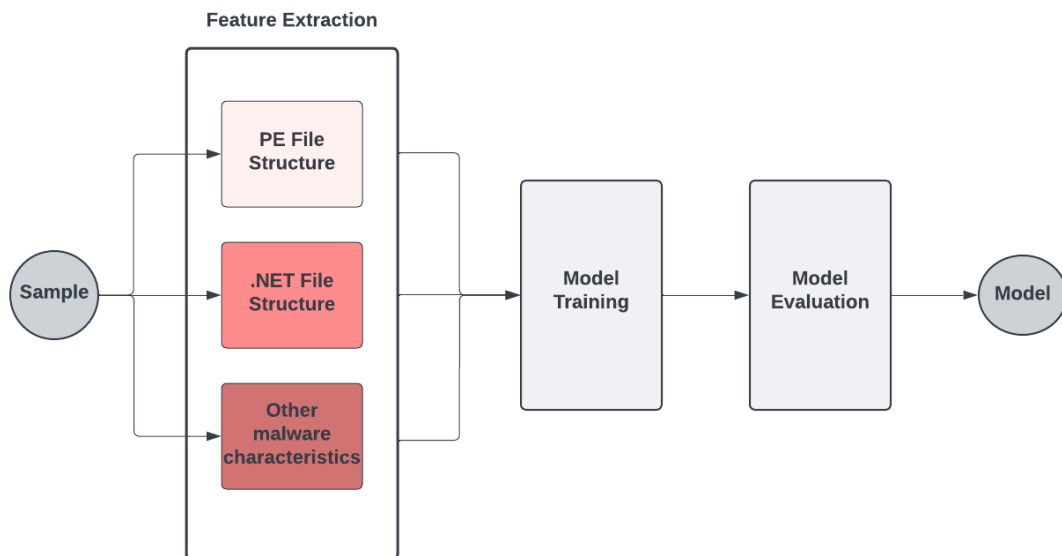 Feature Extraction
PE File
Structure
Sample
.NET File
Structure
Other
malware
characteristics
Model
Training
Model
Evaluation
Model